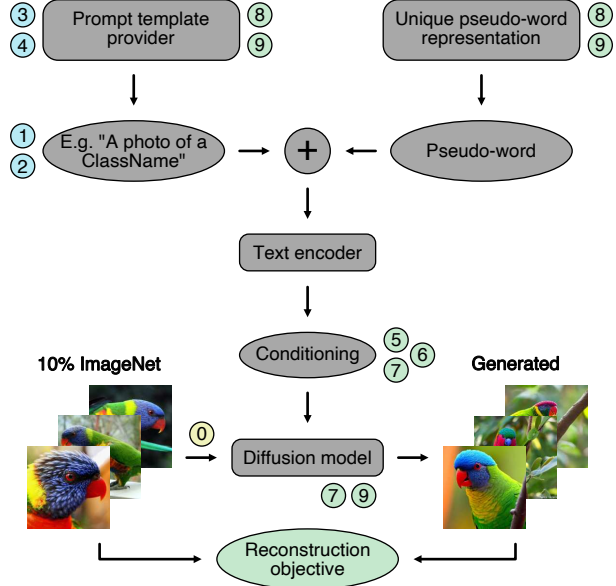 3
4
Prompt template
provider
8
9
Unique pseudo-word
representation
8
9
1
2
E.g. "A photo of a
ClassName"
+
Pseudo-word
Text encoder
Conditioning
5
6
7
10% ImageNet
Generated
0
Diffusion model
7 9
Reconstruction
objective